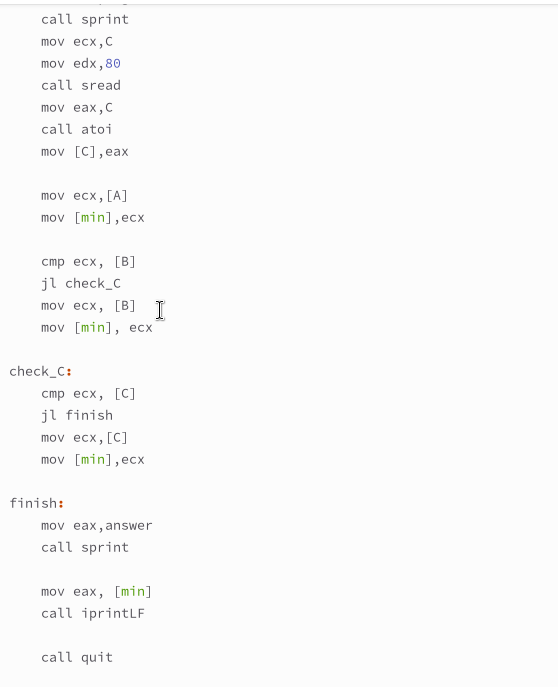 call sprint
mov ecx,C
mov edx,80
call sread
mov eax,C
call atoi
mov [C],eax
mov ecx,[A]
mov [min],ecx
cmp ecx, [B]
jl check_C
mov ecx, [B]
mov [min], ecx
check_C:
cmp ecx, [C]
jl finish
mov ecx,[C]
mov [min],ecx
finish:
mov eax,answer
call sprint
mov eax, [min]
call iprintLF
call quit